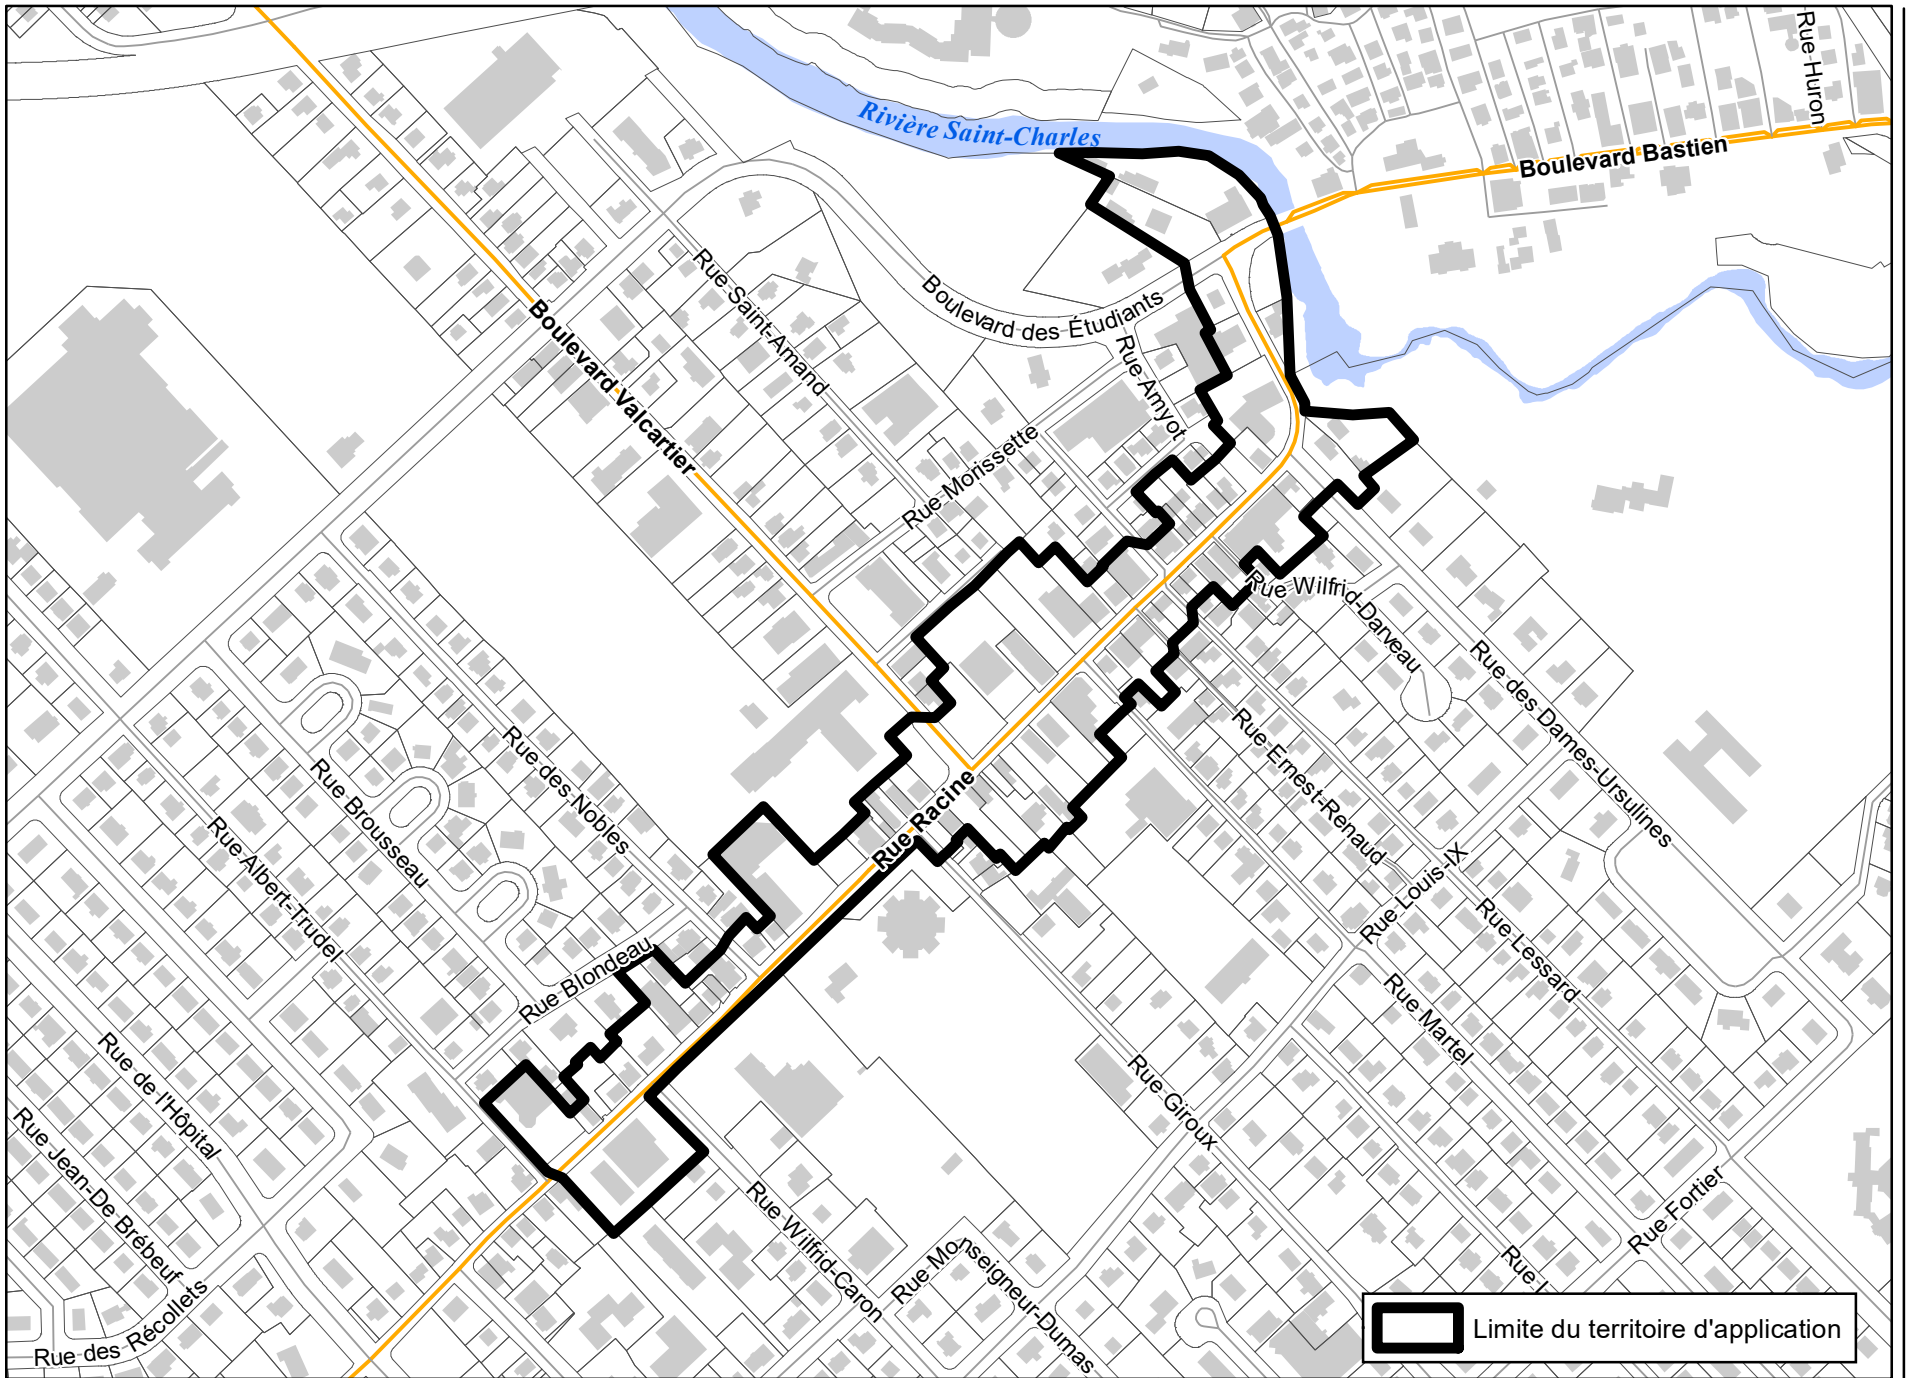 Rue Huron
Rivière Saint-Charles
Boulevard Bastien
Rue Saint-Amand
Boulevard des Étudiants
Boulevard Valcartier
Rue Amyot
Rue Morissette
Rue Wilfrid-Darveau
Rue des Dames-Ursulines
Rue Ernest-Renaud
Rue des Nobles
Rue Brousseau
Rue Racine
Rue Albert-Trudel
Rue Louis-IX
Rue Lessard
Rue Blondeau
Rue Martel
Rue de l'Hôpital
Rue Giroux
Rue Jean-De Brébeuf
Rue Wilfrid-Caron
Rue Fortier
Rue Monseigneur-Dumas
Rue
Rue des Récollets
Limite du territoire d'application